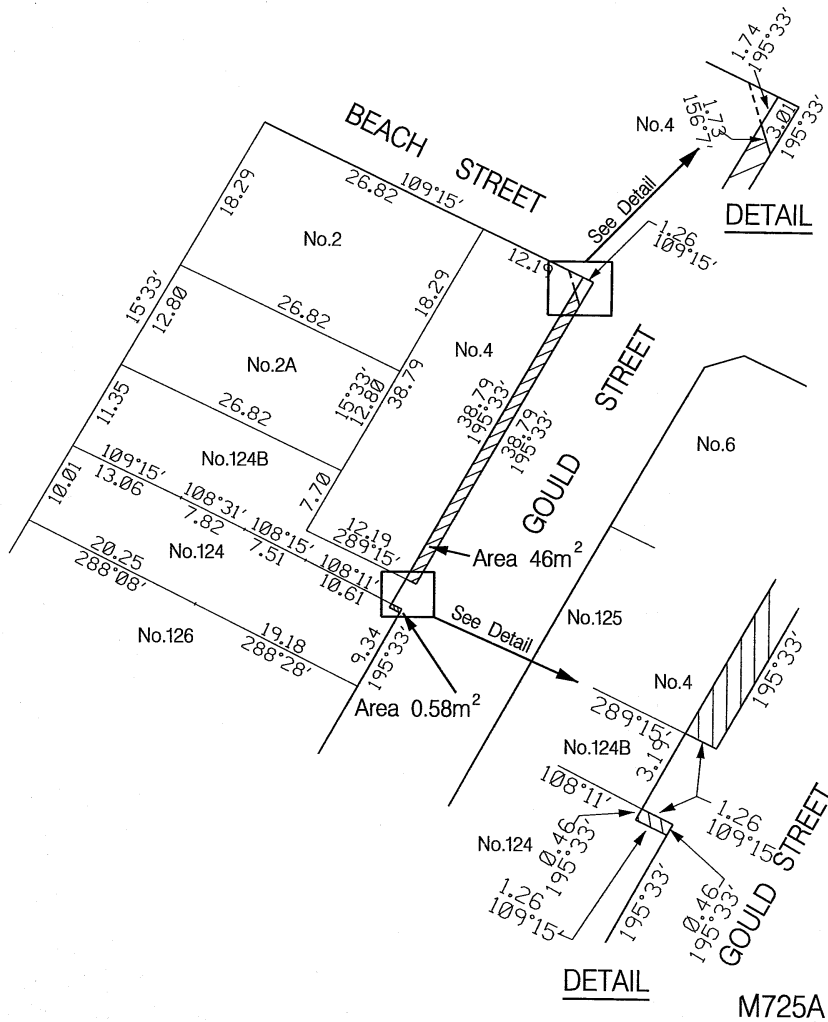 1.74
195°33'
1.73
156°7'
No.4
3.01
195°33'
DETAIL
BEACH STREET
26.82
109°15'
See Detail
1.26
109°15'
18.29
No.2
12.19
18.29
15°33'
12.80
26.82
No.4
No.2A
15°33'
12.80
38.79
38.79
195°33'
38.79
195°33'
GOULD STREET
No.6
11.35
26.82
No.124B
7.70
109°15'
13.06
108°31'
7.82
108°15'
7.51
108°11'
10.61
12.19
289°15'
Area 46m²
10.01
No.124
20.25
288°08'
No.126
19.18
288°28'
9.34
195°33'
See Detail
No.125
Area 0.58m²
No.4
195°33'
289°15'
No.124B
3.19
108°11'
1.26
109°15'
No.124
0.46
195°33'
1.26
109°15'
195°33'
0.46
195°33'
GOULD STREET
DETAIL
M725A